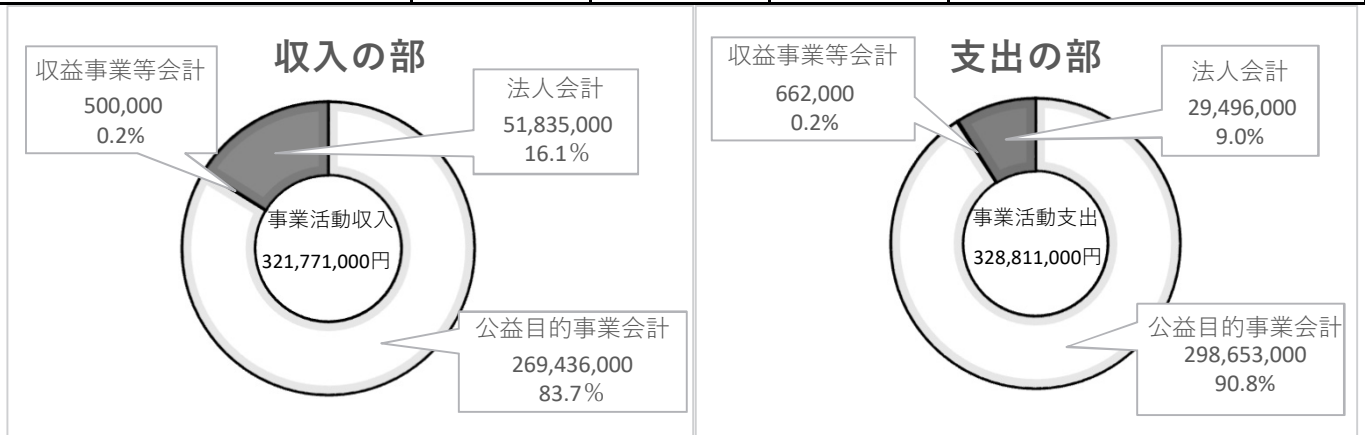 収入の部
収益事業等会計
500,000
0.2%
法人会計
51,835,000
16.1％
事業活動収入
321,771,000円
公益目的事業会計
269,436,000
83.7％
支出の部
収益事業等会計
662,000
0.2%
法人会計
29,496,000
9.0%
事業活動支出
328,811,000円
公益目的事業会計
298,653,000
90.8%